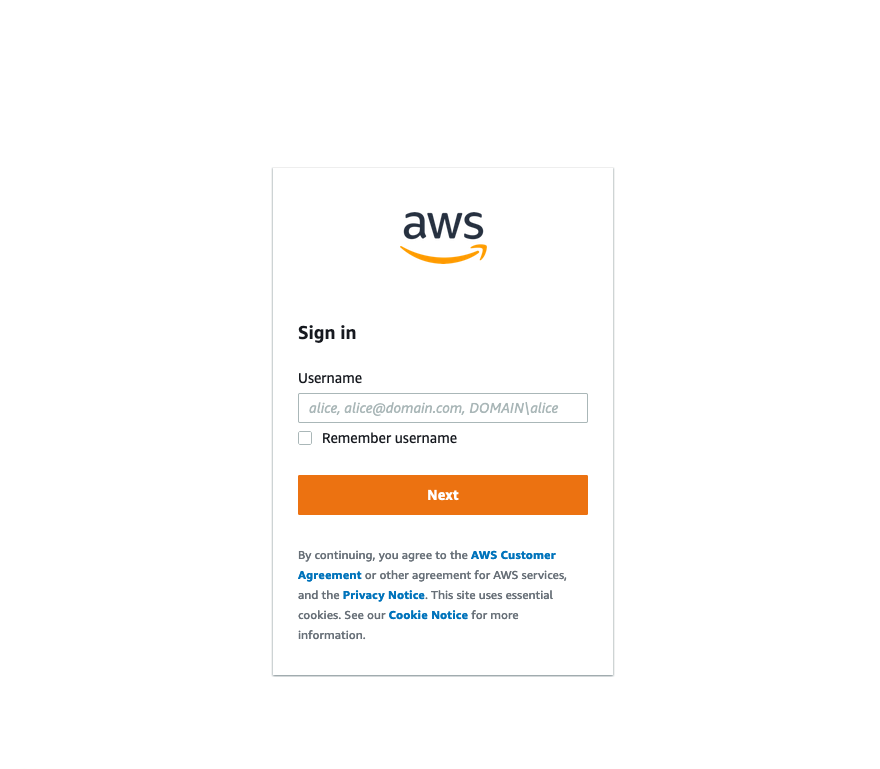 aws
Sign in
Username
alice, alice@domain.com, DOMAIN\alice
Remember username
Next
By continuing, you agree to the AWS Customer
Agreement or other agreement for AWS services,
and the Privacy Notice. This site uses essential
cookies. See our Cookie Notice for more
information.